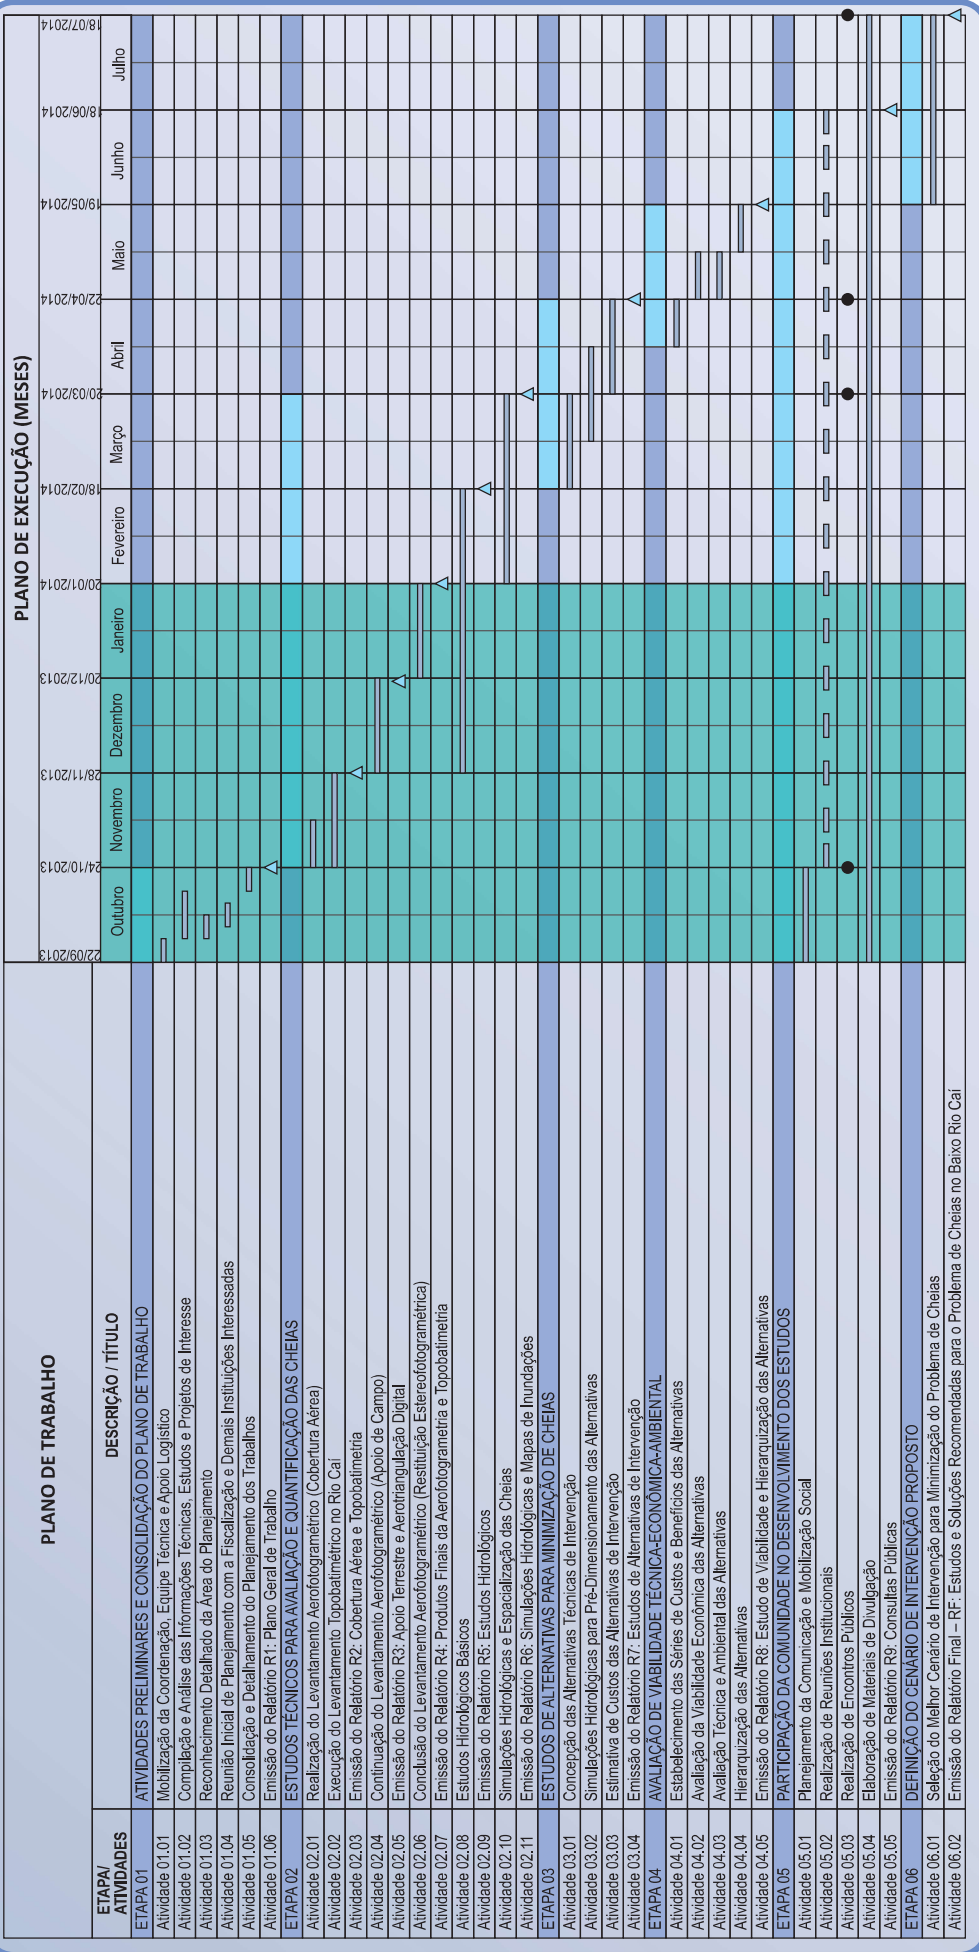 PLANO DE TRABALHO
PLANO DE EXECUÇÃO (MESES)
22/09/2013
24/10/2013
28/11/2013
20/12/2013
20/01/2014
18/02/2014
20/03/2014
22/04/2014
19/05/2014
18/06/2014
18/07/2014
ETAPA/
ATIVIDADES
DESCRIÇÃO / TÍTULO
Outubro
Novembro
Dezembro
Janeiro
Fevereiro
Março
Abril
Maio
Junho
Julho
ETAPA 01 ATIVIDADES PRELIMINARES E CONSOLIDAÇÃO DO PLANO DE TRABALHO
Atividade 01.01 Mobilização da Coordenação, Equipe Técnica e Apoio Logístico
Atividade 01.02 Compilação e Análise das Informações Técnicas, Estudos e Projetos de Interesse
Atividade 01.03 Reconhecimento Detalhado da Área do Planejamento
Atividade 01.04 Reunião Inicial de Planejamento com a Fiscalização e Demais Instituições Interessadas
Atividade 01.05 Consolidação e Detalhamento do Planejamento dos Trabalhos
Atividade 01.06 Emissão do Relatório R1: Plano Geral de Trabalho
ETAPA 02 ESTUDOS TÉCNICOS PARA AVALIAÇÃO E QUANTIFICAÇÃO DAS CHEIAS
Atividade 02.01 Realização do Levantamento Aerofotogramétrico (Cobertura Aérea)
Atividade 02.02 Execução do Levantamento Topobatimétrico no Rio Caí
Atividade 02.03 Emissão do Relatório R2: Cobertura Aérea e Topobatimetria
Atividade 02.04 Continuação do Levantamento Aerofotogramétrico (Apoio de Campo)
Atividade 02.05 Emissão do Relatório R3: Apoio Terrestre e Aerotriangulação Digital
Atividade 02.06 Conclusão do Levantamento Aerofotogramétrico (Restituição Estereofotogramétrica)
Atividade 02.07 Emissão do Relatório R4: Produtos Finais da Aerofotogrametria e Topobatimetria
Atividade 02.08 Estudos Hidrológicos Básicos
Atividade 02.09 Emissão do Relatório R5: Estudos Hidrológicos
Atividade 02.10 Simulações Hidrológicas e Espacialização das Cheias
Atividade 02.11 Emissão do Relatório R6: Simulações Hidrológicas e Mapas de Inundações
ETAPA 03 ESTUDOS DE ALTERNATIVAS PARA MINIMIZAÇÃO DE CHEIAS
Atividade 03.01 Concepção das Alternativas Técnicas de Intervenção
Atividade 03.02 Simulações Hidrológicas para Pré-Dimensionamento das Alternativas
Atividade 03.03 Estimativa de Custos das Alternativas de Intervenção
Atividade 03.04 Emissão do Relatório R7: Estudos de Alternativas de Intervenção
ETAPA 04 AVALIAÇÃO DE VIABILIDADE TÉCNICA-ECONÔMICA-AMBIENTAL
Atividade 04.01 Estabelecimento das Séries de Custos e Benefícios das Alternativas
Atividade 04.02 Avaliação da Viabilidade Econômica das Alternativas
Atividade 04.03 Avaliação Técnica e Ambiental das Alternativas
Atividade 04.04 Hierarquização das Alternativas
Atividade 04.05 Emissão do Relatório R8: Estudo de Viabilidade e Hierarquização das Alternativas
ETAPA 05 PARTICIPAÇÃO DA COMUNIDADE NO DESENVOLVIMENTO DOS ESTUDOS
Atividade 05.01 Planejamento da Comunicação e Mobilização Social
Atividade 05.02 Realização de Reuniões Institucionais
Atividade 05.03 Realização de Encontros Públicos
Atividade 05.04 Elaboração de Materiais de Divulgação
Atividade 05.05 Emissão do Relatório R9: Consultas Públicas
ETAPA 06 DEFINIÇÃO DO CENÁRIO DE INTERVENÇÃO PROPOSTO
Atividade 06.01 Seleção do Melhor Cenário de Intervenção para Minimização do Problema de Cheias
Atividade 06.02 Emissão do Relatório Final – RF: Estudos e Soluções Recomendadas para o Problema de Cheias no Baixo Rio Caí